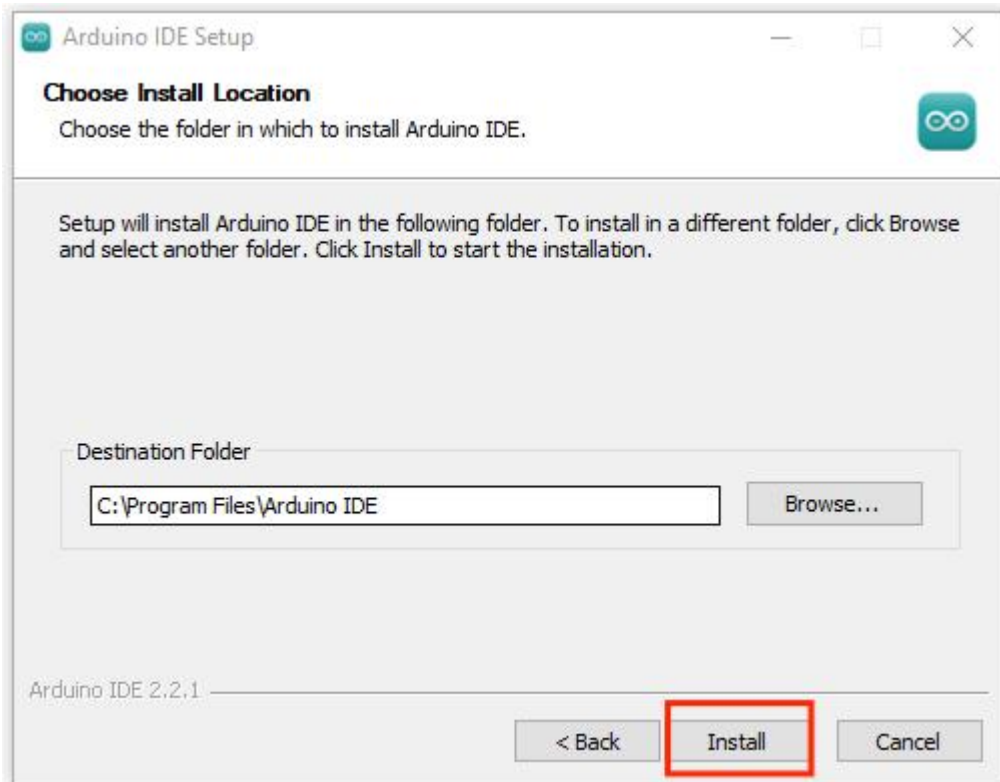 Arduino IDE Setup
Choose Install Location
Choose the folder in which to install Arduino IDE.
Setup will install Arduino IDE in the following folder. To install in a different folder, click Browse
and select another folder. Click Install to start the installation.
Destination Folder
C:\Program Files\Arduino IDE
Browse...
Arduino IDE 2.2.1
< Back
Install
Cancel